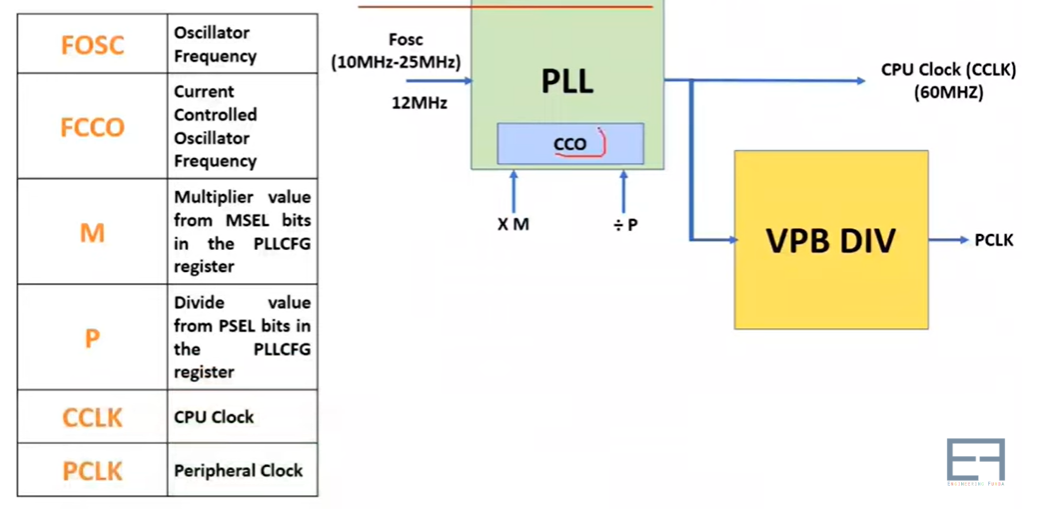 FOSC
Oscillator
Frequency
FCCO
Current
Controlled
Oscillator
Frequency
M
Multiplier value
from MSEL bits
in the PLLCFG
register
P
Divide value
from PSEL bits in
the PLLCFG
register
CCLK
CPU Clock
PCLK
Peripheral Clock
Fosc
(10MHz-25MHz)
12MHz
PLL
CCO
X M
÷ P
CPU Clock (CCLK)
(60MHZ)
VPB DIV
PCLK